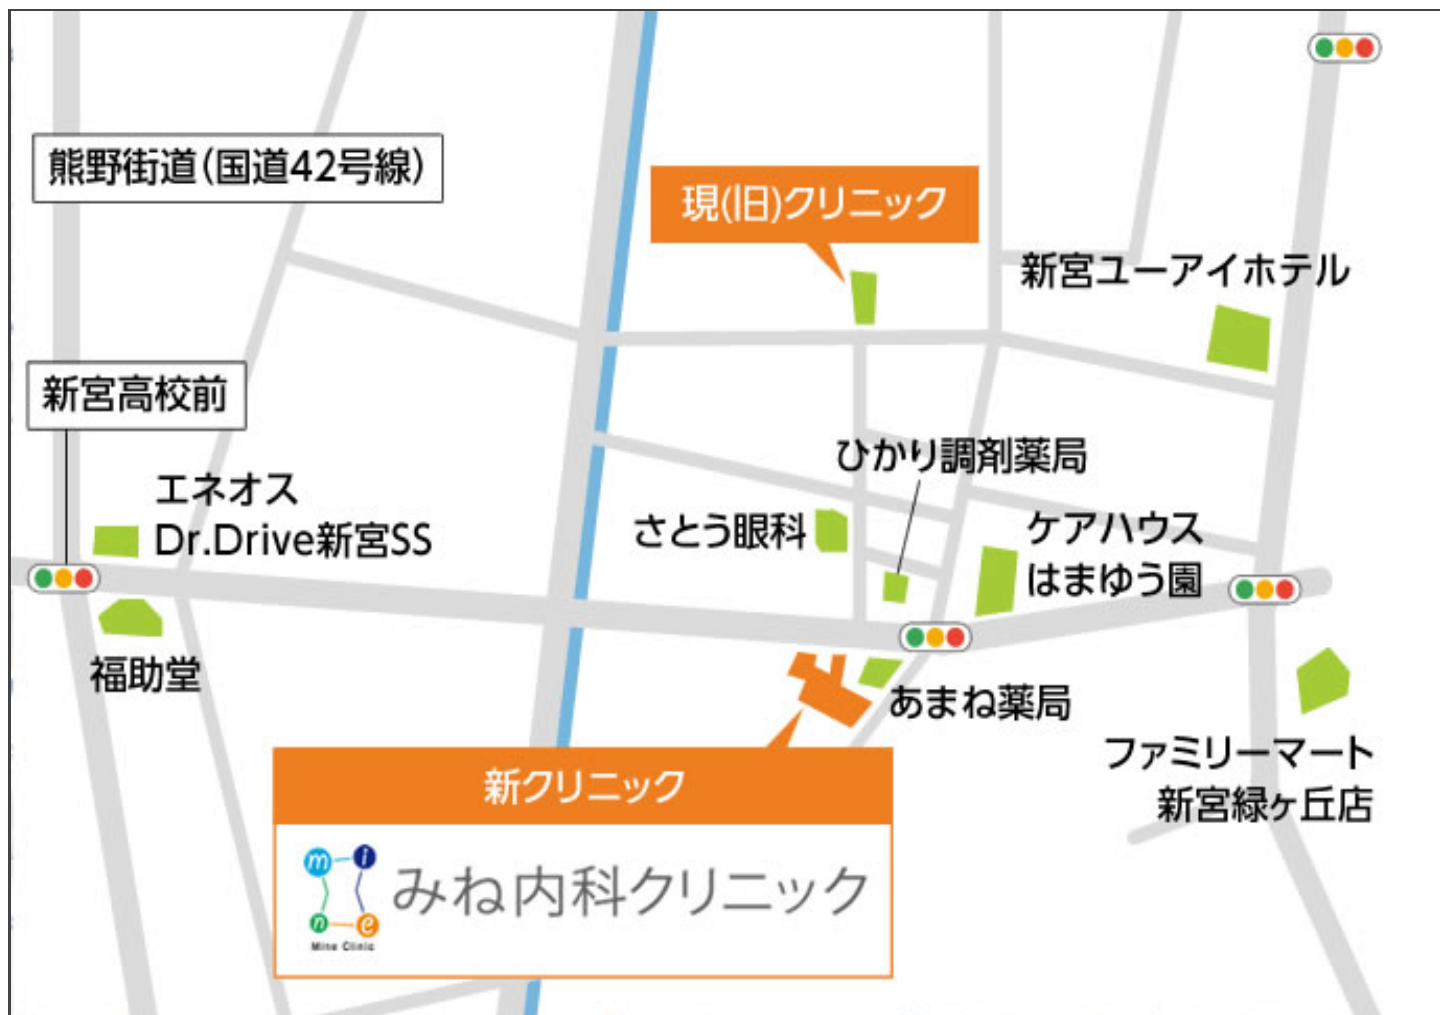 熊野街道(国道42号線)
現(旧)クリニック
新宮ユーアイホテル
新宮高校前
ひかり調剤薬局
エネオス
Dr.Drive新宮SS
さとう眼科
ケアハウス
はまゆう園
福助堂
あまね薬局
ファミリーマート
新宮緑ヶ丘店
新クリニック
m i
n e
Mine Clinic
みね内科クリニック